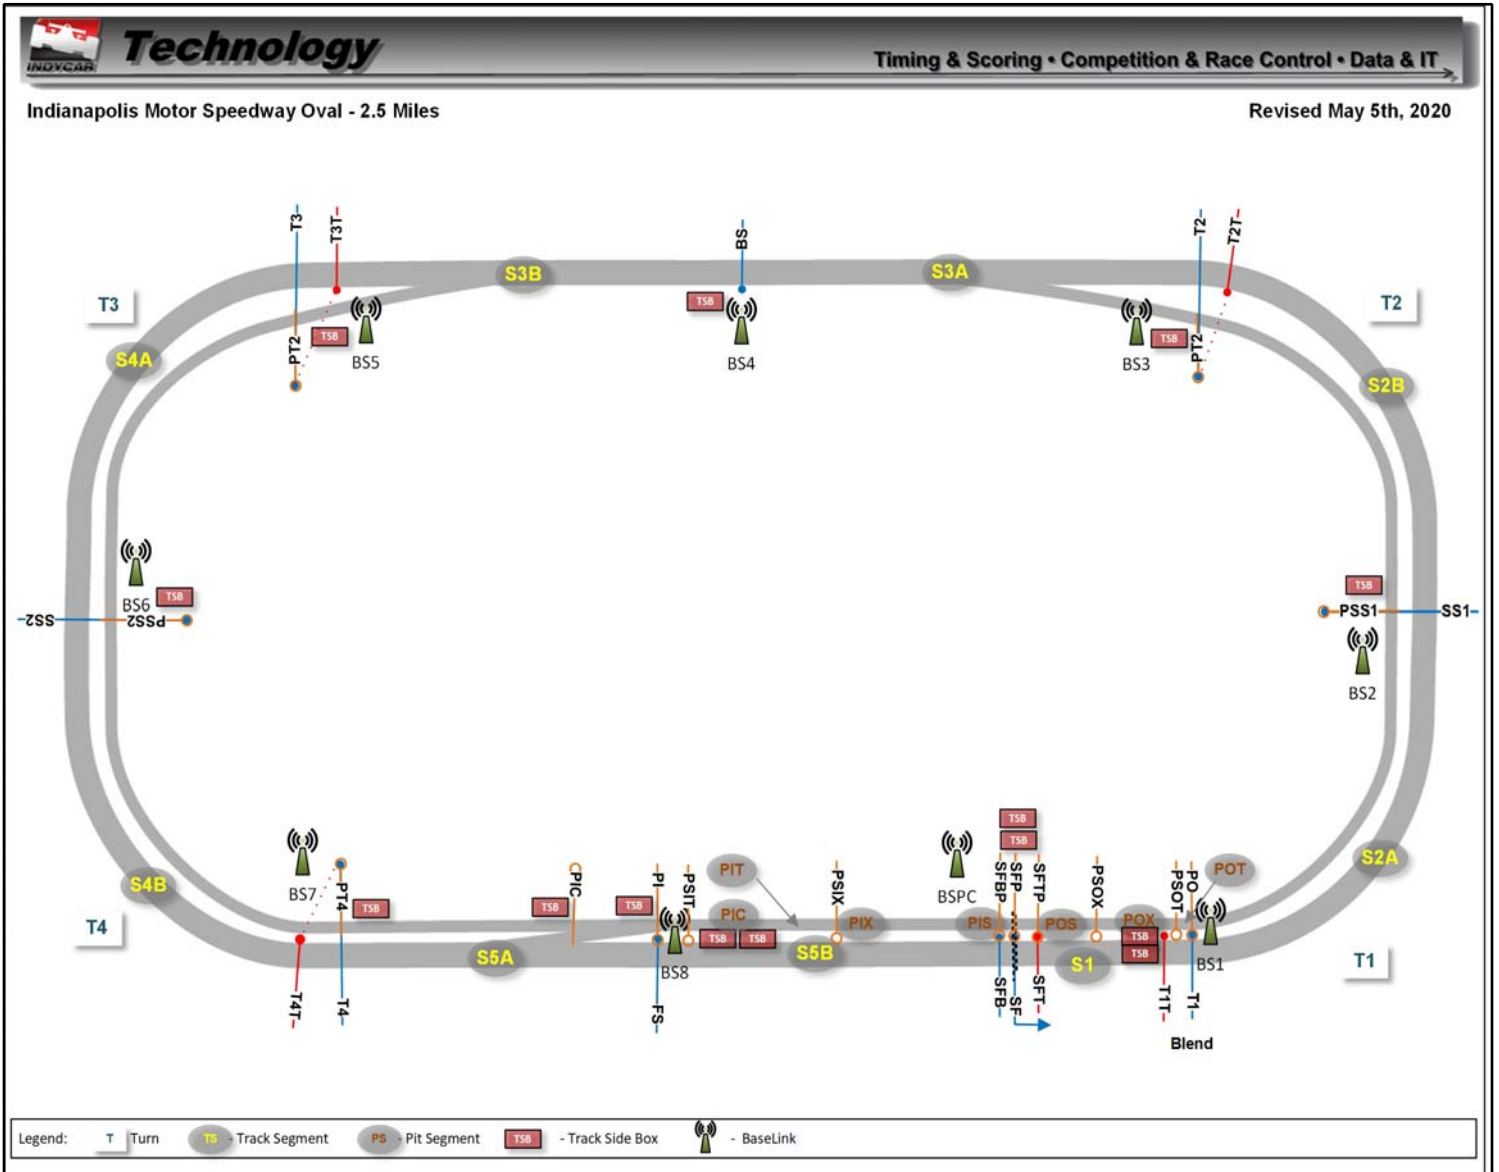 INDYCAR
Technology
Timing & Scoring • Competition & Race Control • Data & IT
Indianapolis Motor Speedway Oval - 2.5 Miles
Revised May 5th, 2020
T3
T3T
BS
T2
T2T
S3B
S3A
T3
T2
TSB
TSB
TSB
PT2
BS5
BS4
BS3
PT2
S4A
S2B
BS6
TSB
TSB
SS2
PSS2
PSS1
SS1
BS2
TSB
TSB
BS7
PT4
TSB
TSB
PIC
TSB
PI
PSIT
PIT
PSIX
BSPC
SFBP
SFP
SFTP
PSOX
PSOT
PO
POT
S2A
S4B
PIC
PIX
PIS
POS
POX
T4
TSB
TSB
TSB
TSB
S5A
BS8
S5B
S1
BS1
T1
T4T
T4
FS
SFB
SF
SFT
T1T
T1
Blend
Legend:
T
Turn
TS
- Track Segment
PS
- Pit Segment
TSB
- Track Side Box
- BaseLink